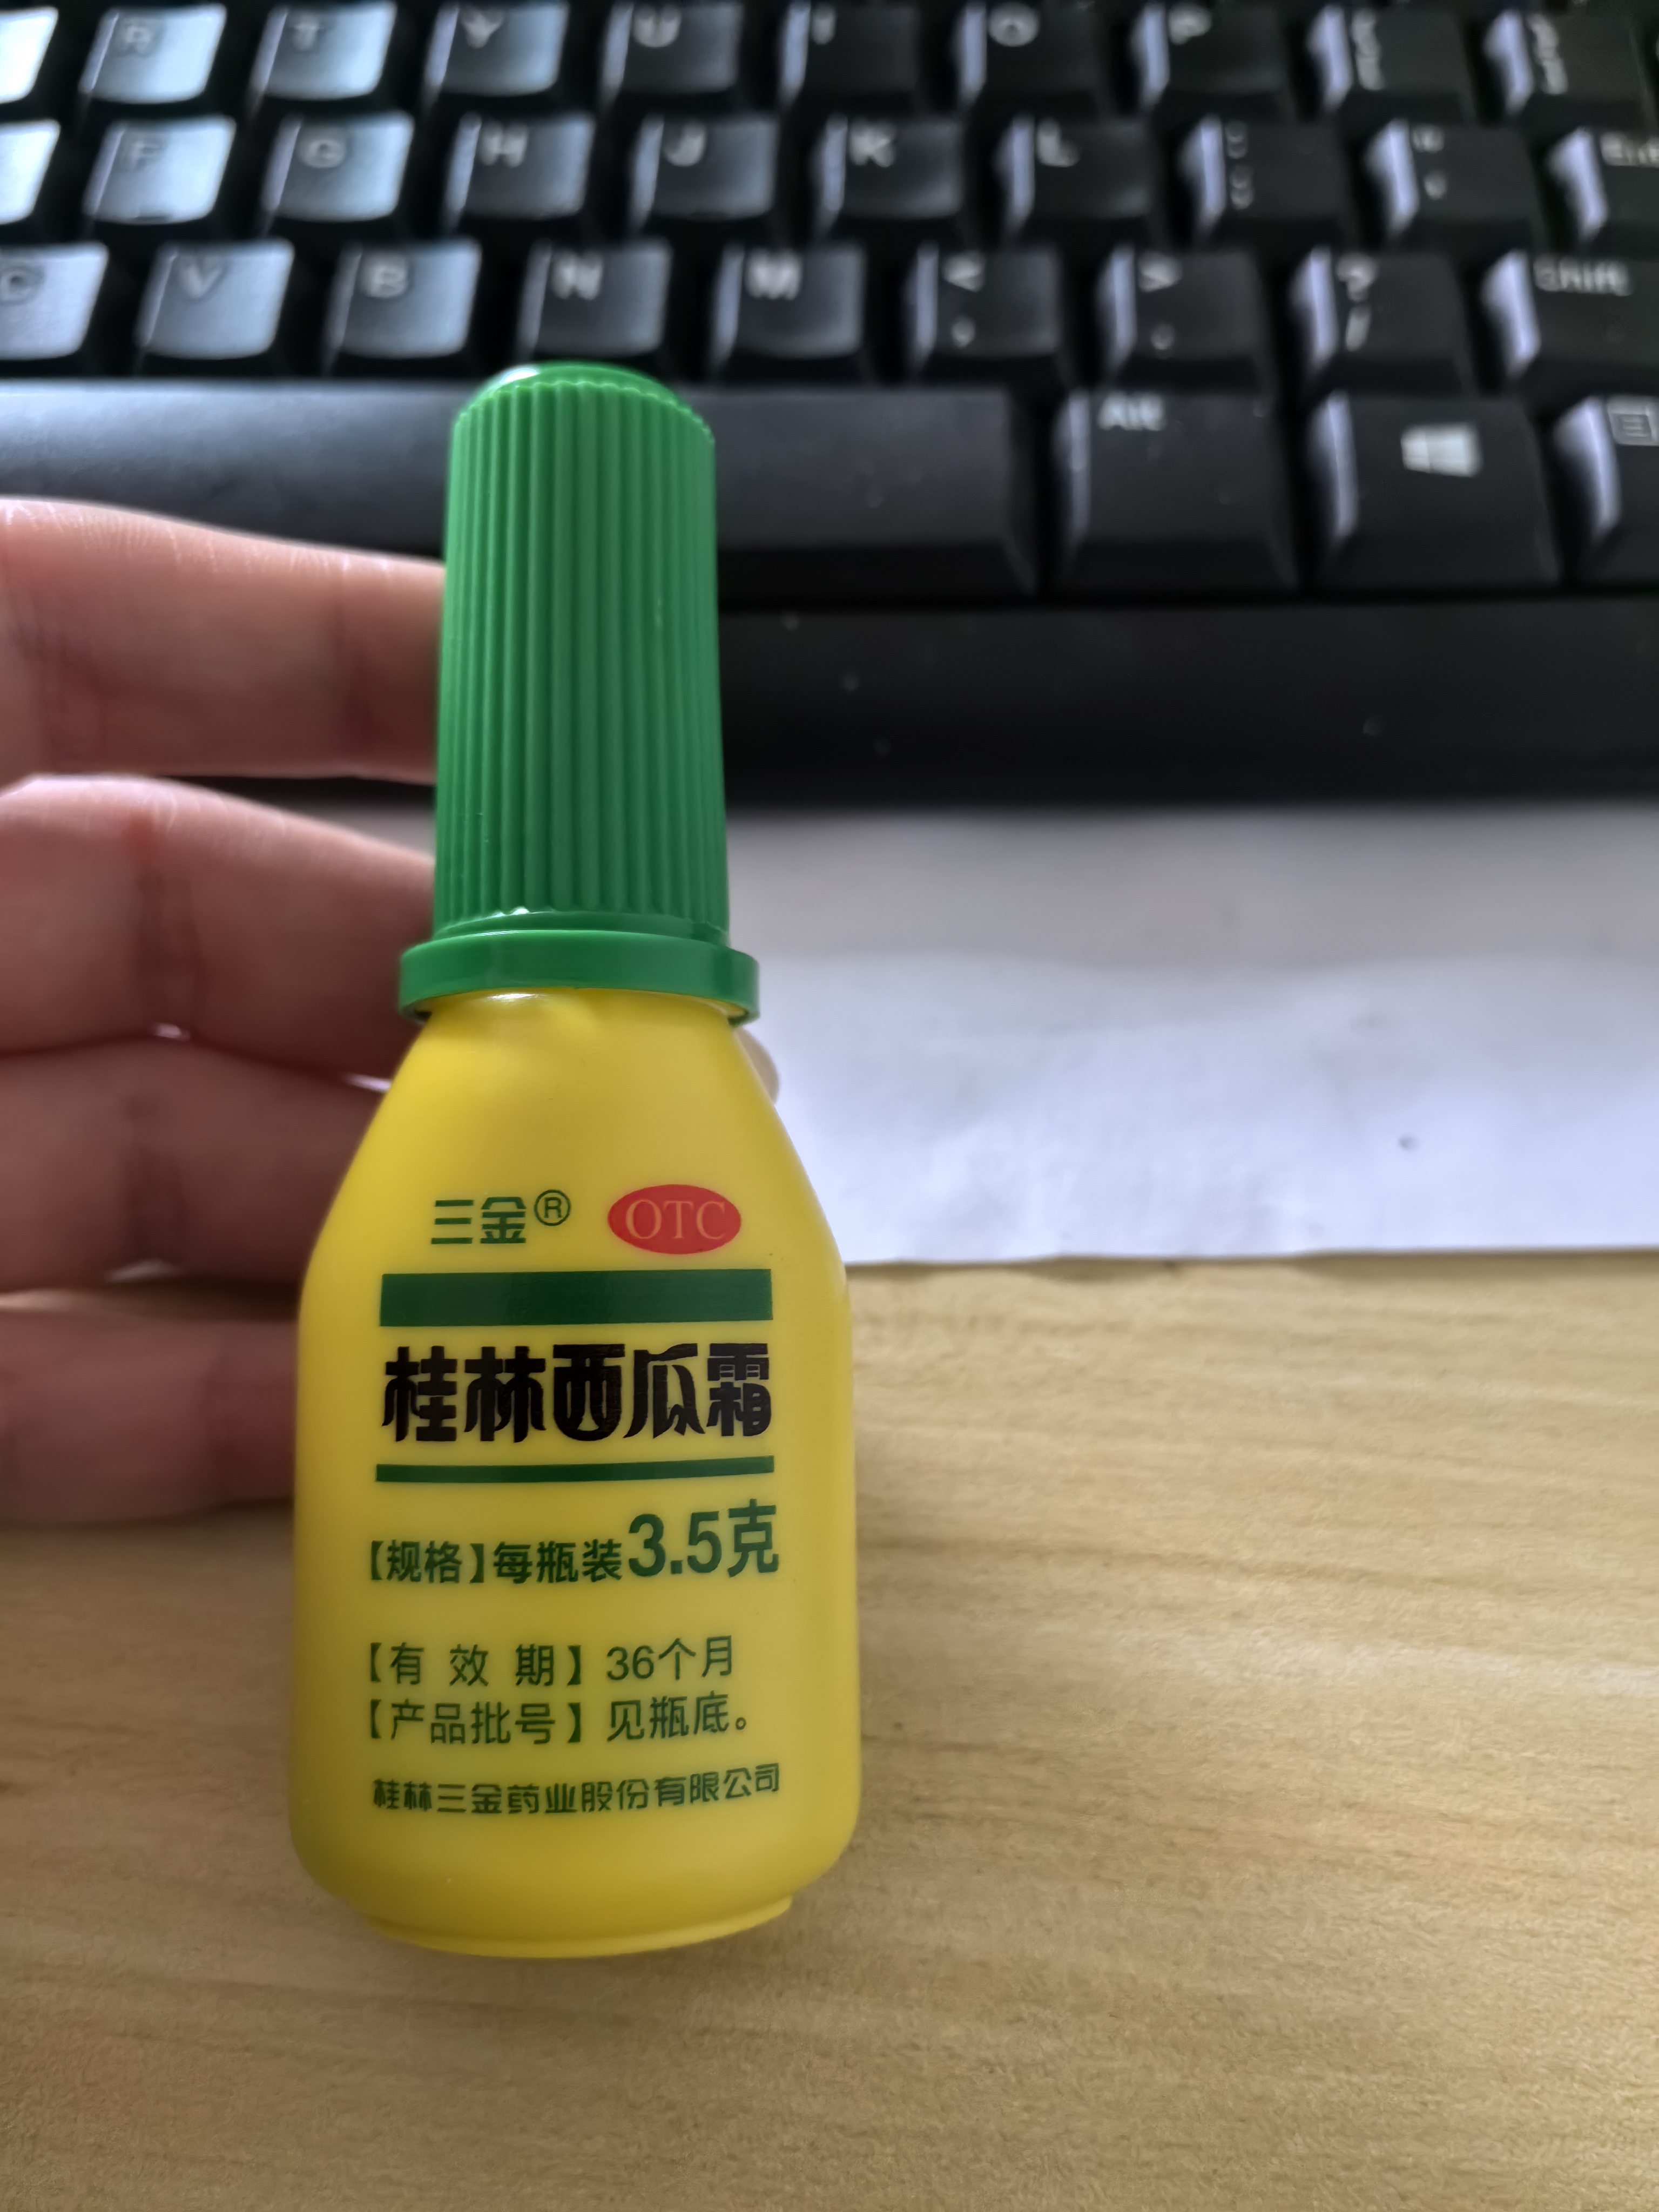 R T Y U I O P
F G H J K L
C V B N M < , > . ? / Shift
Alt
三金® OTC
桂林西瓜霜
【规格】每瓶装3.5克
【有效期】36个月
【产品批号】见瓶底。
桂林三金药业股份有限公司